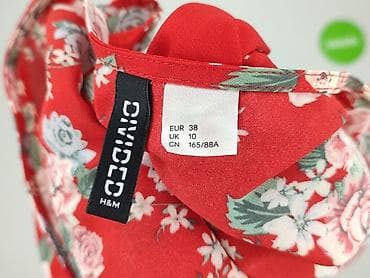 DIVIDED
H&M
EUR 38
UK 10
CN 165/88A